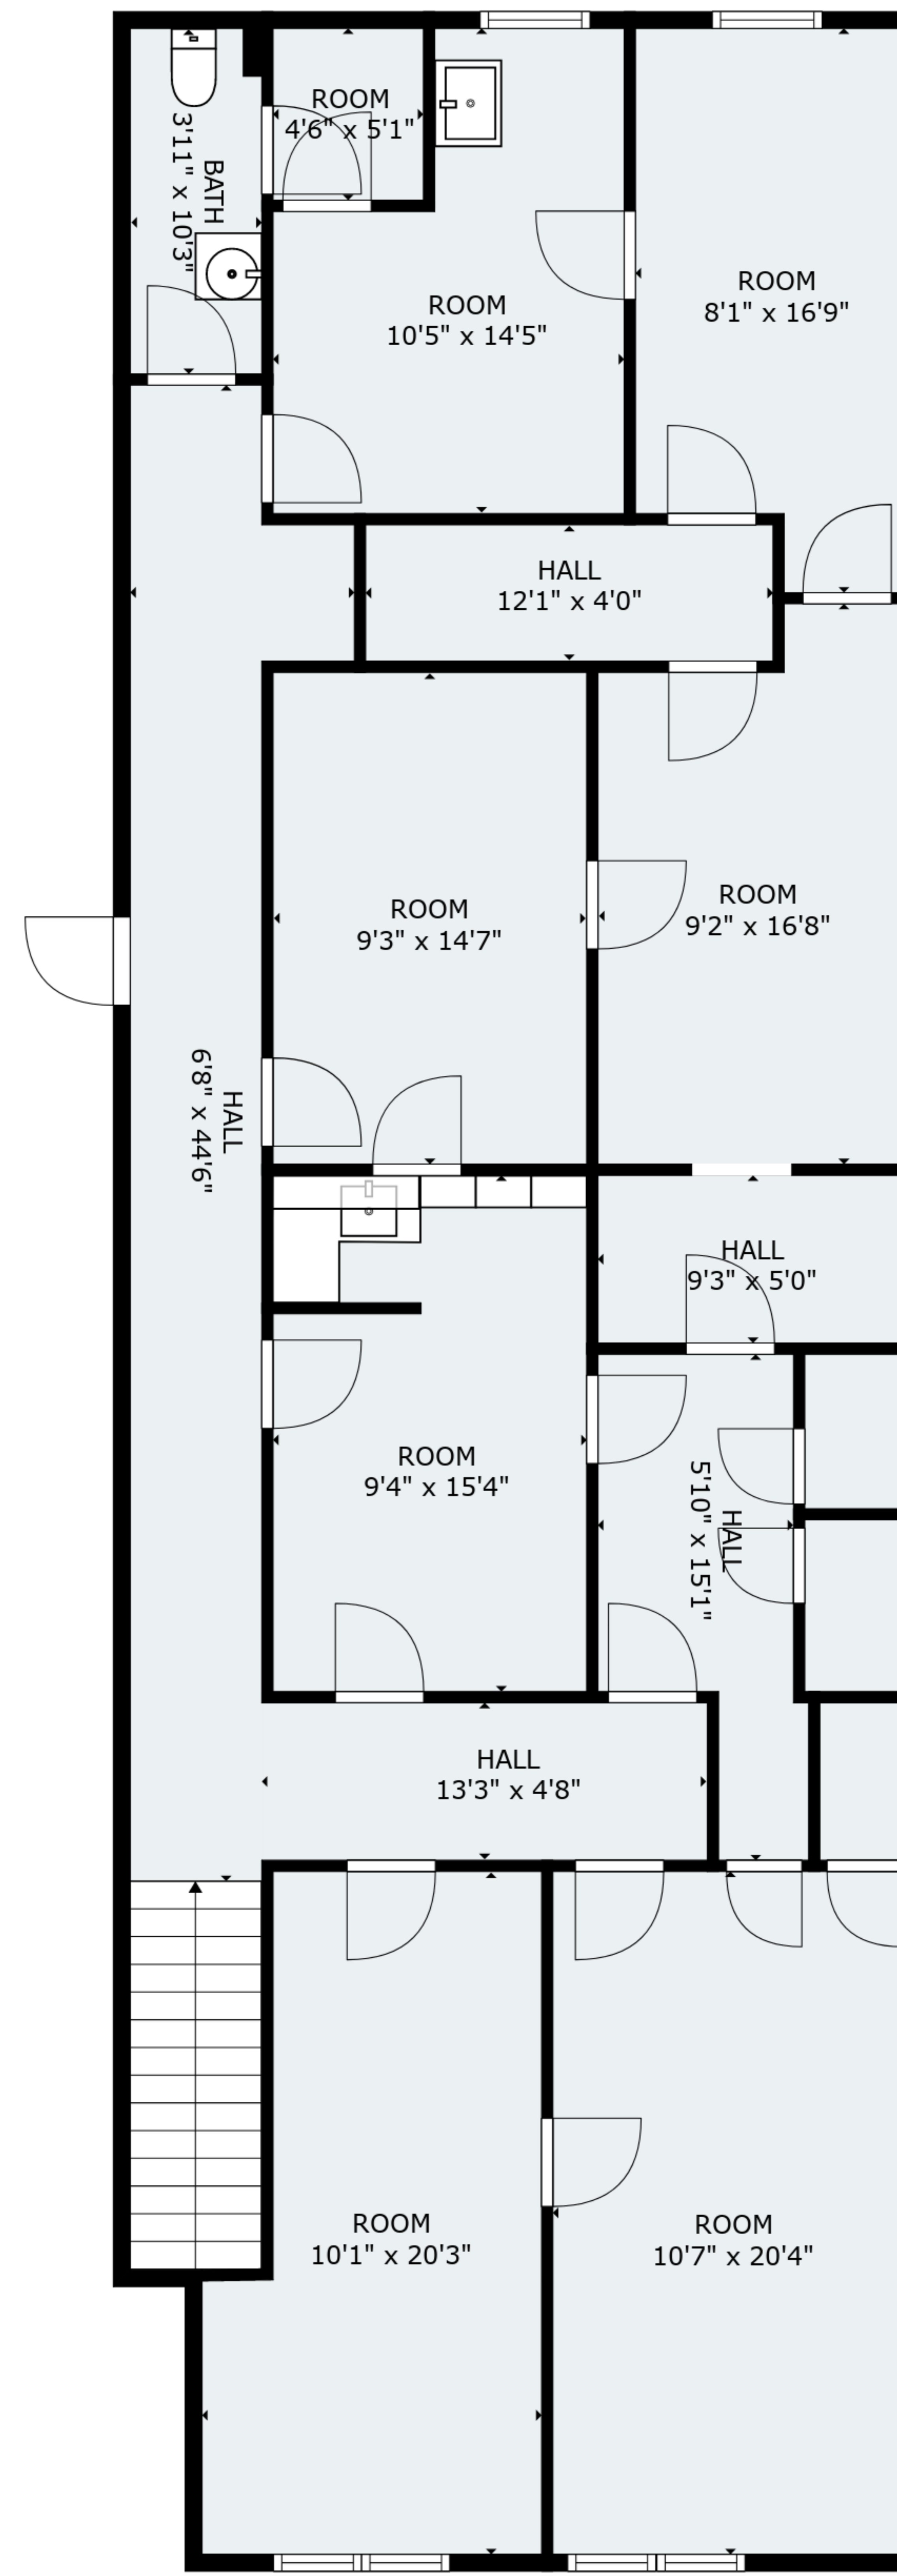 ROOM
4'6" x 5'1"
BATH
3'11" x 10'3"
ROOM
10'5" x 14'5"
ROOM
8'1" x 16'9"
HALL
12'1" x 4'0"
ROOM
9'3" x 14'7"
ROOM
9'2" x 16'8"
HALL
6'8" x 44'6"
HALL
9'3" x 5'0"
ROOM
9'4" x 15'4"
HALL
5'10" x 15'1"
HALL
13'3" x 4'8"
ROOM
10'1" x 20'3"
ROOM
10'7" x 20'4"